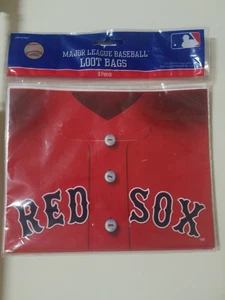 MAJOR LEAGUE BASEBALL
LOOT BAGS
RED SOX